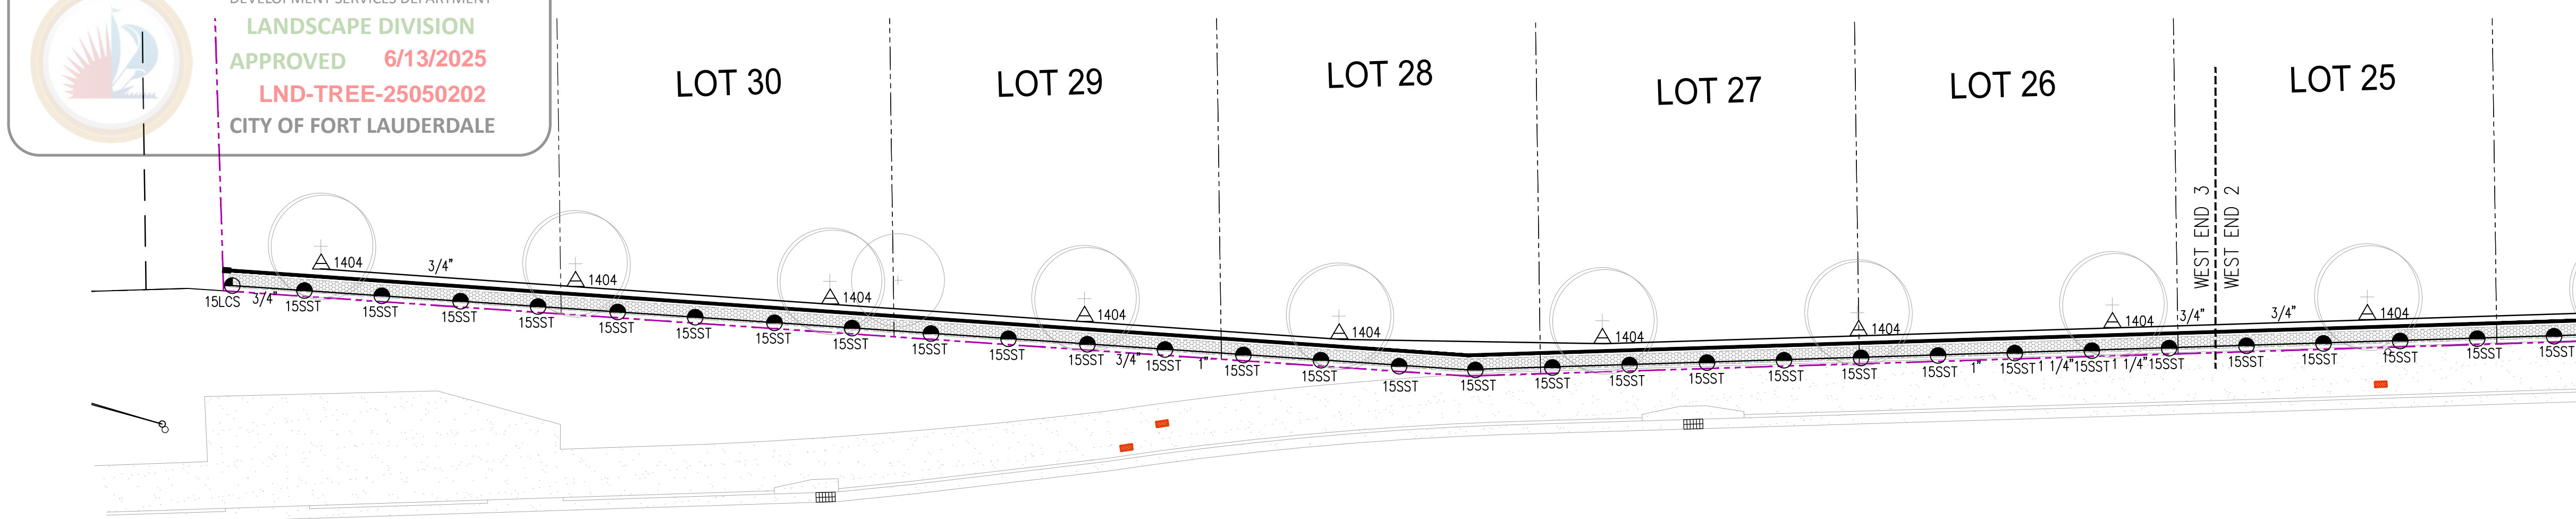 DEVELOPMENT SERVICES DEPARTMENT
LANDSCAPE DIVISION
APPROVED 6/13/2025
LND-TREE-25050202
CITY OF FORT LAUDERDALE
LOT 30
LOT 29
LOT 28
LOT 27
LOT 26
LOT 25
WEST END 3
WEST END 2
1404
3/4"
1404
1404
1404
1404
1404
1404
1404
3/4"
3/4"
1404
15LCS
3/4"
15SST
15SST
15SST
15SST
15SST
15SST
15SST
15SST
15SST
15SST
15SST
3/4"
15SST
1"
15SST
15SST
15SST
15SST
15SST
15SST
15SST
15SST
15SST
15SST
1"
15SST
1 1/4"
15SST
1 1/4"
15SST
15SST
15SST
15SST
15SST
15SST